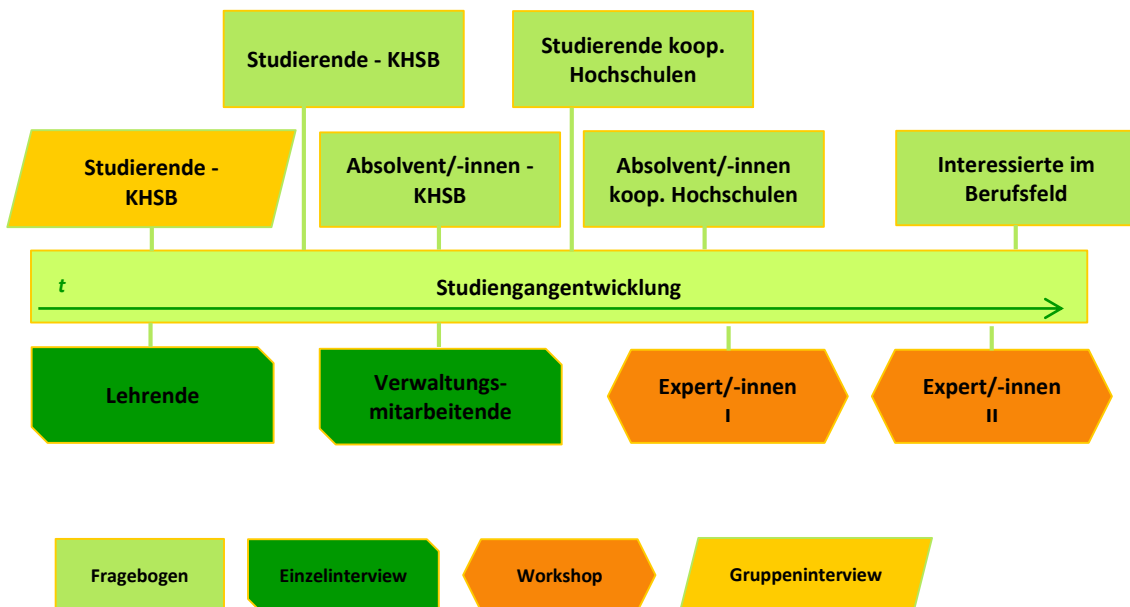 Studierende - KHSB
Studierende koop.
Hochschulen
Studierende -
KHSB
Absolvent/-innen -
KHSB
Absolvent/-innen
koop. Hochschulen
Interessierte im
Berufsfeld
t
Studiengangentwicklung
Lehrende
Verwaltungs-
mitarbeitende
Expert/-innen
I
Expert/-innen
II
Fragebogen
Einzelinterview
Workshop
Gruppeninterview